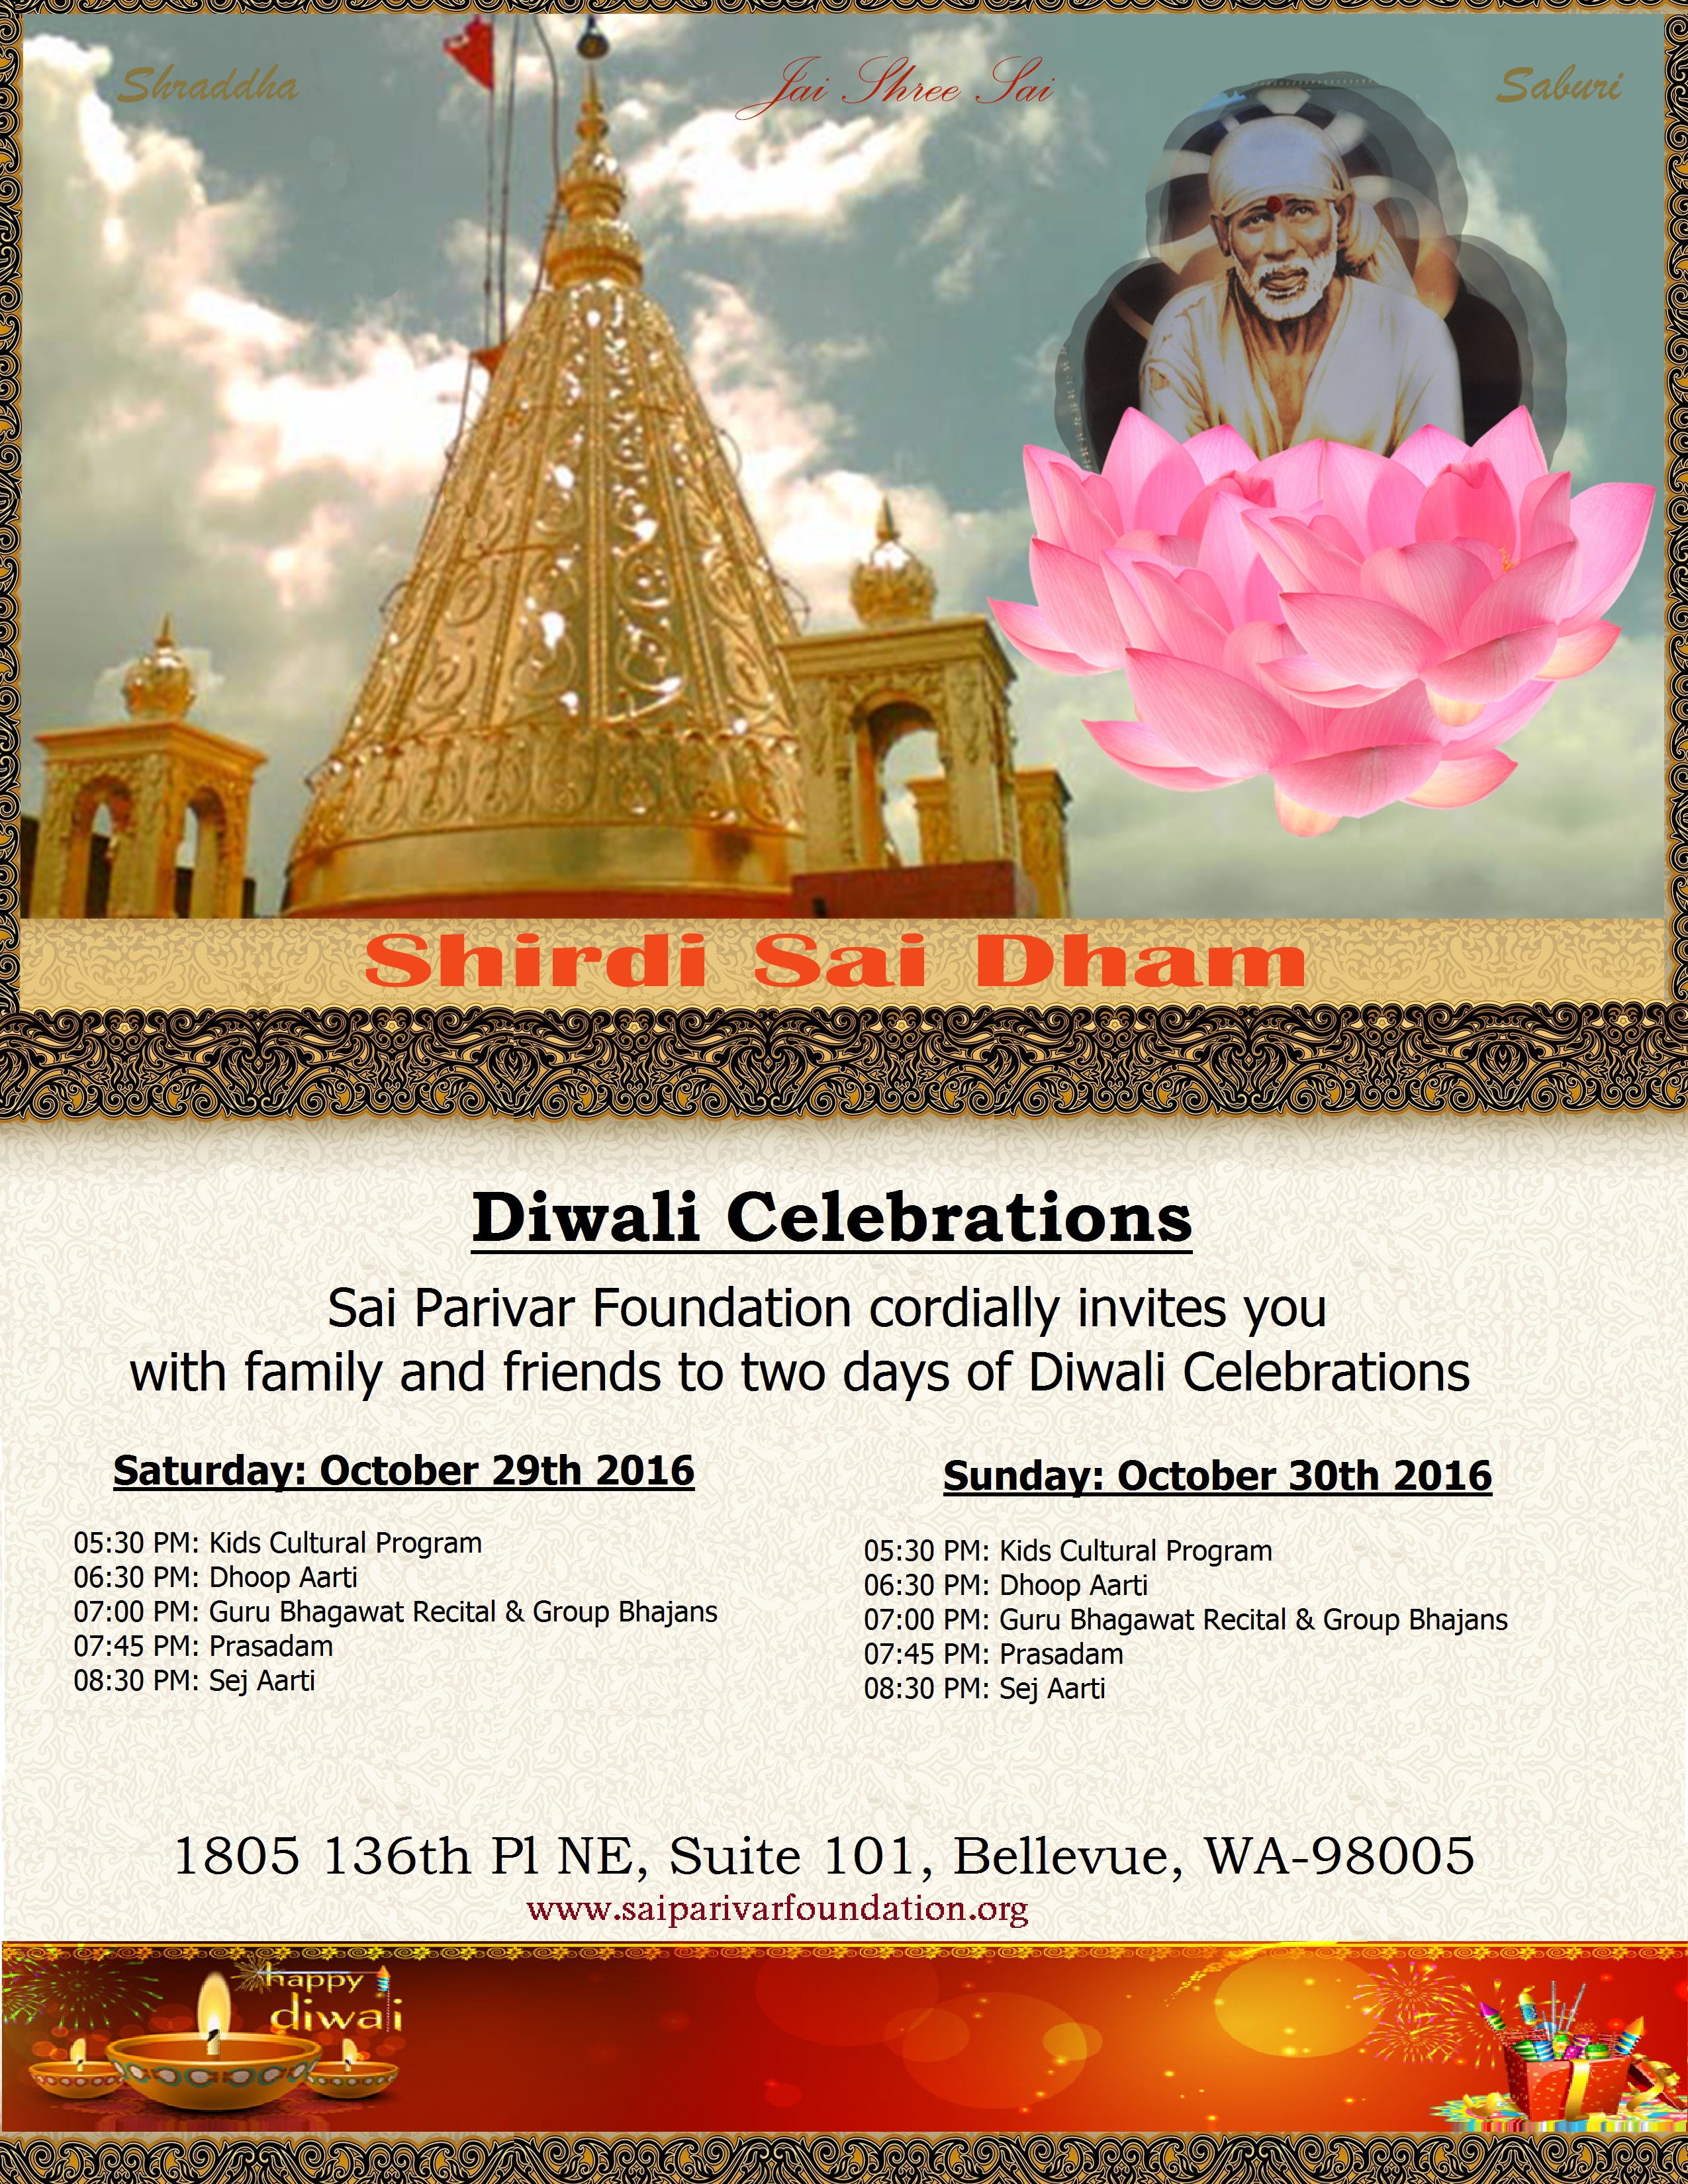 Shraddha
Jai Shree Sai
Saburi
Shirdi Sai Dham
Diwali Celebrations
Sai Parivar Foundation cordially invites you
with family and friends to two days of Diwali Celebrations
Saturday: October 29th 2016
05:30 PM: Kids Cultural Program
06:30 PM: Dhoop Aarti
07:00 PM: Guru Bhagawat Recital & Group Bhajans
07:45 PM: Prasadam
08:30 PM: Sej Aarti
Sunday: October 30th 2016
05:30 PM: Kids Cultural Program
06:30 PM: Dhoop Aarti
07:00 PM: Guru Bhagawat Recital & Group Bhajans
07:45 PM: Prasadam
08:30 PM: Sej Aarti
1805 136th Pl NE, Suite 101, Bellevue, WA-98005
www.saiparivarfoundation.org
happy
diwali